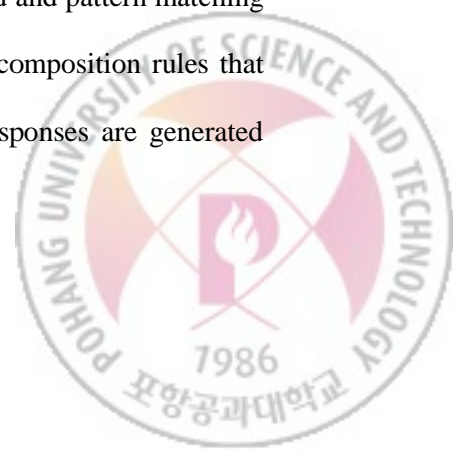 d and pattern matching
composition rules that
sponses are generated
POHANG UNIVERSITY OF SCIENCE AND TECHNOLOGY
P
1986
포항공과대학교